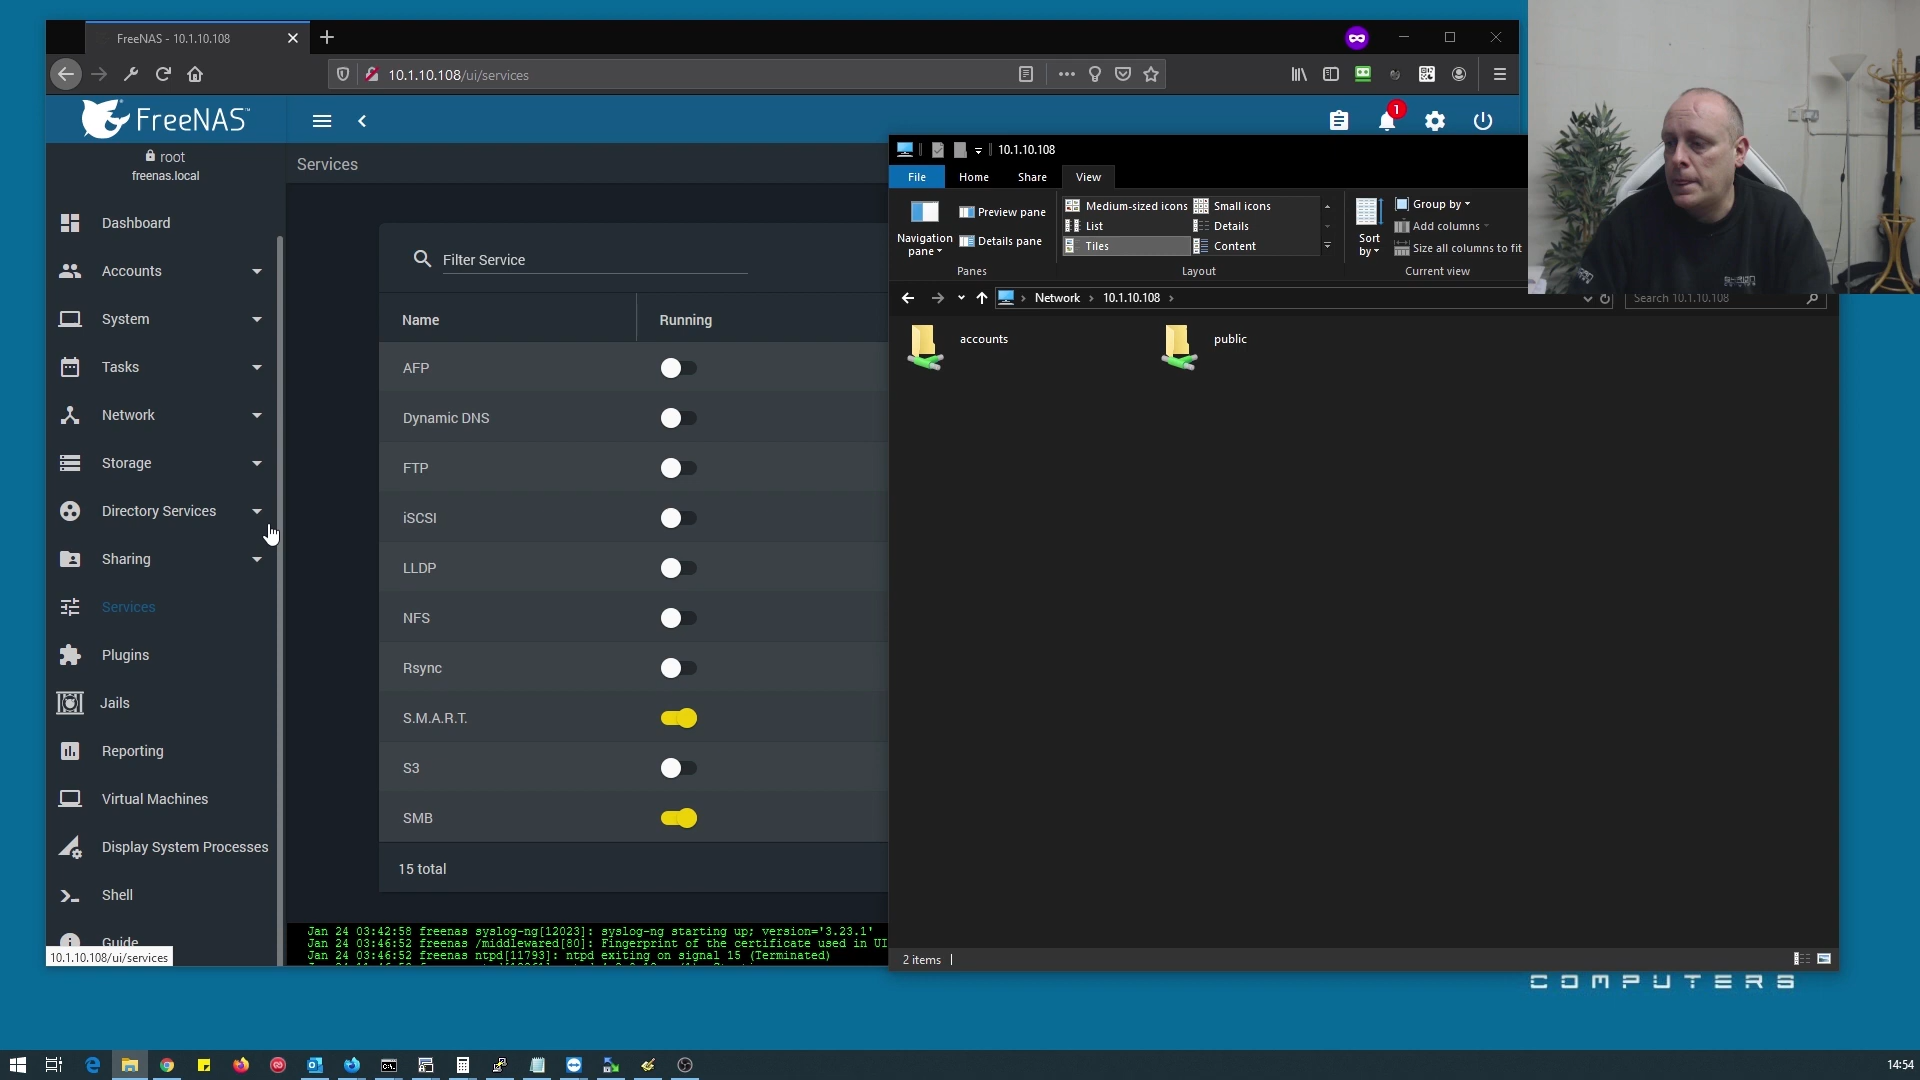 FreeNAS - 10.1.10.108
10.1.10.108/ui/services
FreeNAS
root
freenas.local
1
Services
Dashboard
Accounts
System
Tasks
Network
Storage
Directory Services
Sharing
Services
Plugins
Jails
Reporting
Virtual Machines
Display System Processes
Shell
Guide
10.1.10.108/ui/services
Filter Service
Name Running
AFP
Dynamic DNS
FTP
iSCSI
LLDP
NFS
Rsync
S.M.A.R.T.
S3
SMB
15 total
Jan 24 03:42:58 freenas syslog-ng[12023]: syslog-ng starting up; version='3.23.1'
Jan 24 03:46:52 freenas /middlewared[80]: Fingerprint of the certificate used in UI
Jan 24 03:46:52 freenas ntpd[11793]: ntpd exiting on signal 15 (Terminated)
10.1.10.108
File Home Share View
Navigation pane
Preview pane
Details pane
Panes
Medium-sized icons Small icons
List Details
Tiles Content
Layout
Sort by
Group by
Add columns
Size all columns to fit
Current view
Network 10.1.10.108
Search 10.1.10.108
accounts public
2 items
COMPUTERS
14:54